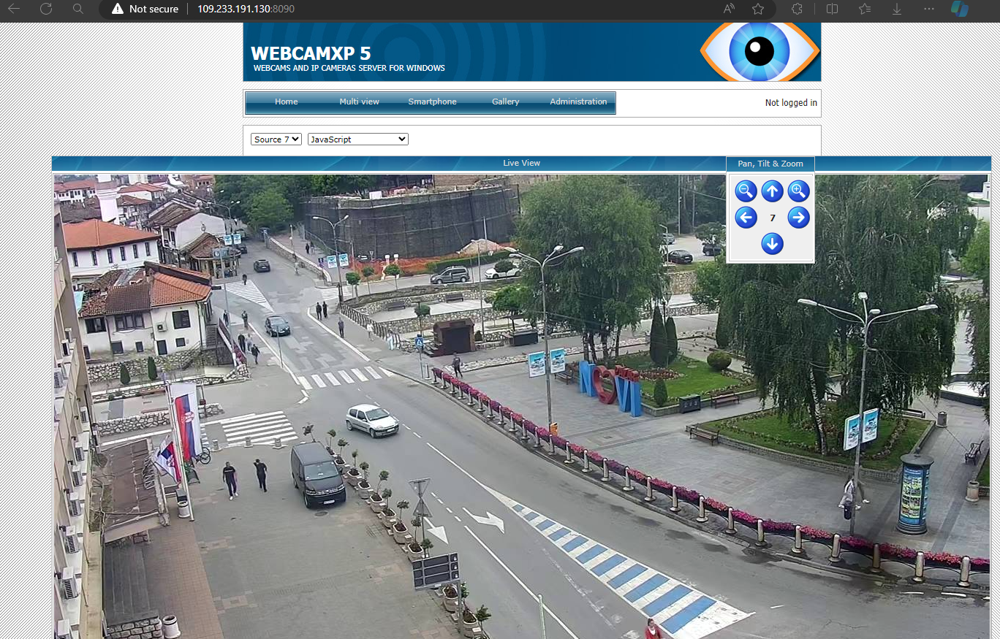 Not secure
109.233.191.130:8090
WEBCAMXP 5
WEBCAMS AND IP CAMERAS SERVER FOR WINDOWS
Home Multi view Smartphone Gallery Administration
Not logged in
Source 7 JavaScript
Live View
Pan, Tilt & Zoom
7